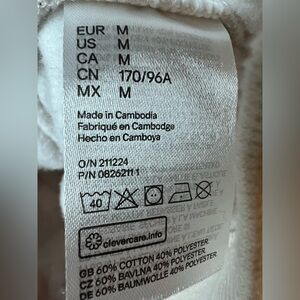 EUR M
US M
CA M
CN 170/96A
MX M
Made in Cambodia
Fabriqué en Cambodge
Hecho en Camboya
O/N 211224
P/N 0826211 1
40
clevercare.info
GB 60% COTTON 40% POLYESTER
CZ 60% BAVLNA 40% POLYESTER
DE 60% BAUMWOLLE 40% POLYESTER